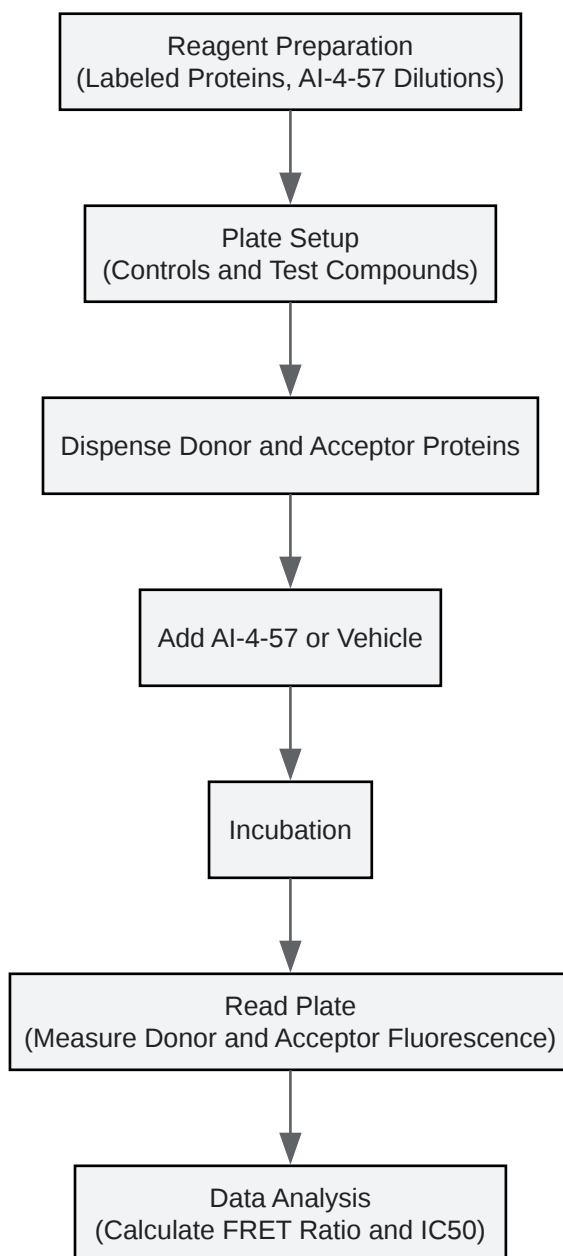 Reagent Preparation
(Labeled Proteins, AI-4-57 Dilutions)
Plate Setup
(Controls and Test Compounds)
Dispense Donor and Acceptor Proteins
Add AI-4-57 or Vehicle
Incubation
Read Plate
(Measure Donor and Acceptor Fluorescence)
Data Analysis
(Calculate FRET Ratio and IC50)